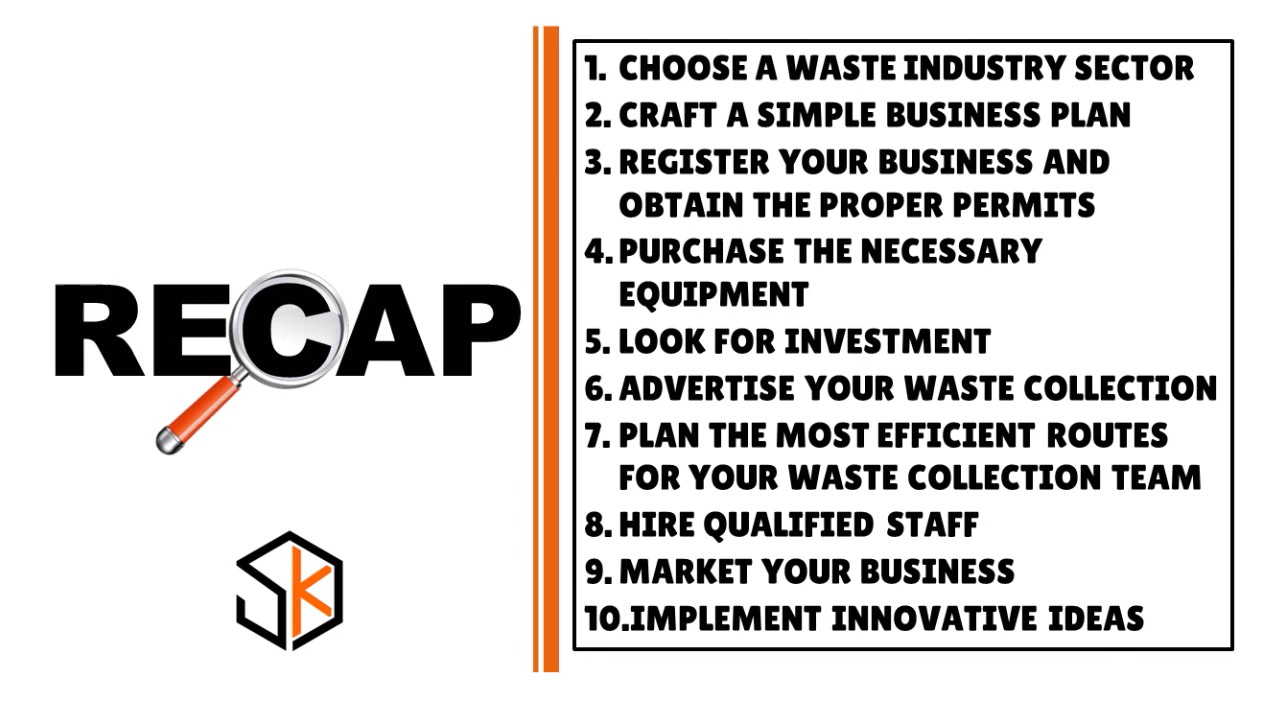 RECAP
1. CHOOSE A WASTE INDUSTRY SECTOR
2. CRAFT A SIMPLE BUSINESS PLAN
3. REGISTER YOUR BUSINESS AND
OBTAIN THE PROPER PERMITS
4. PURCHASE THE NECESSARY
EQUIPMENT
5. LOOK FOR INVESTMENT
6. ADVERTISE YOUR WASTE COLLECTION
7. PLAN THE MOST EFFICIENT ROUTES
FOR YOUR WASTE COLLECTION TEAM
8. HIRE QUALIFIED STAFF
9. MARKET YOUR BUSINESS
10.IMPLEMENT INNOVATIVE IDEAS
SK